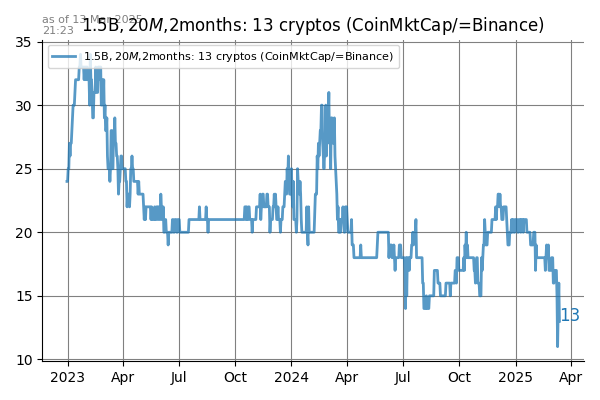 as of 13 Mar 2025
21:23
1.5B, 20M,2months: 13 cryptos (CoinMktCap/=Binance)
1.5B, 20M,2months: 13 cryptos (CoinMktCap/=Binance)
35
30
25
20
15
10
13
2023 Apr Jul Oct 2024 Apr Jul Oct 2025 Apr